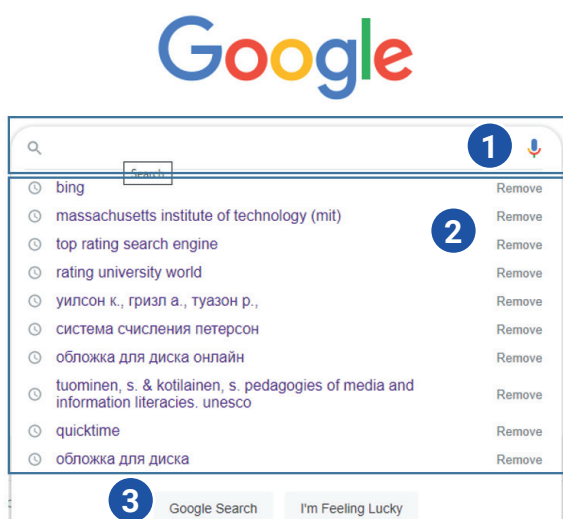 Google
1
Search
bing Remove
massachusetts institute of technology (mit) Remove
2
top rating search engine Remove
rating university world Remove
уилсон к., гризл а., туазон р., Remove
система счисления петерсон Remove
обложка для диска онлайн Remove
tuominen, s. & kotilainen, s. pedagogies of media and
information literacies. unesco Remove
quicktime Remove
обложка для диска Remove
3 Google Search I'm Feeling Lucky